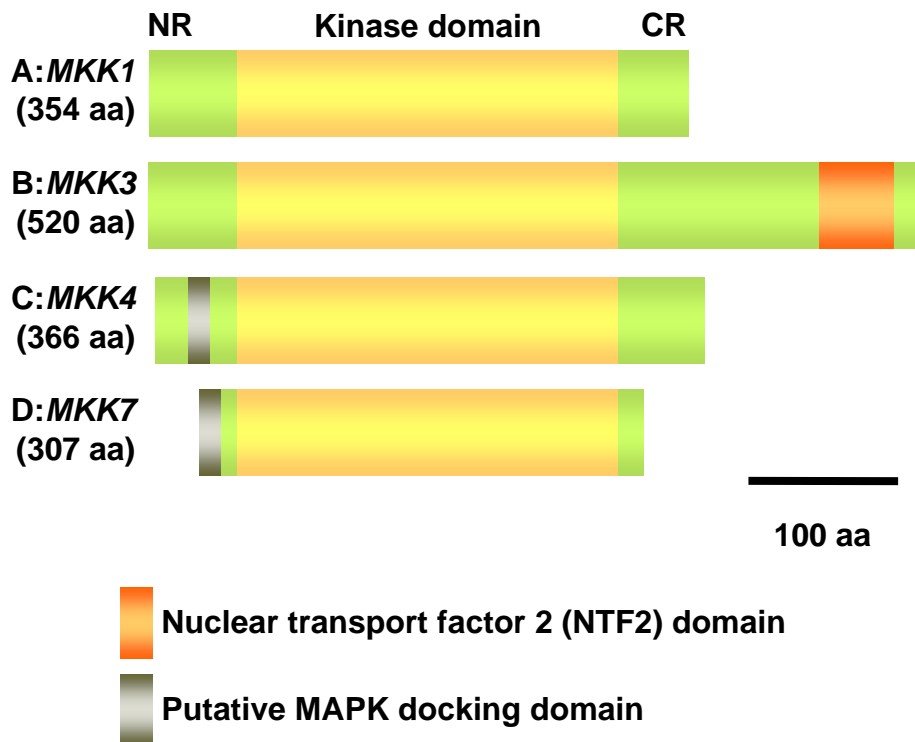 NR Kinase domain CR
A:MKK1
(354 aa)
B:MKK3
(520 aa)
C:MKK4
(366 aa)
D:MKK7
(307 aa)
100 aa
Nuclear transport factor 2 (NTF2) domain
Putative MAPK docking domain